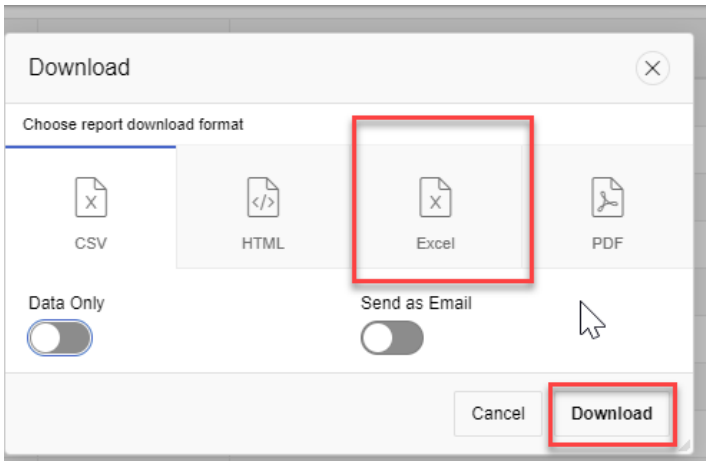 Download
Choose report download format
CSV HTML Excel PDF
Data Only Send as Email
Cancel Download